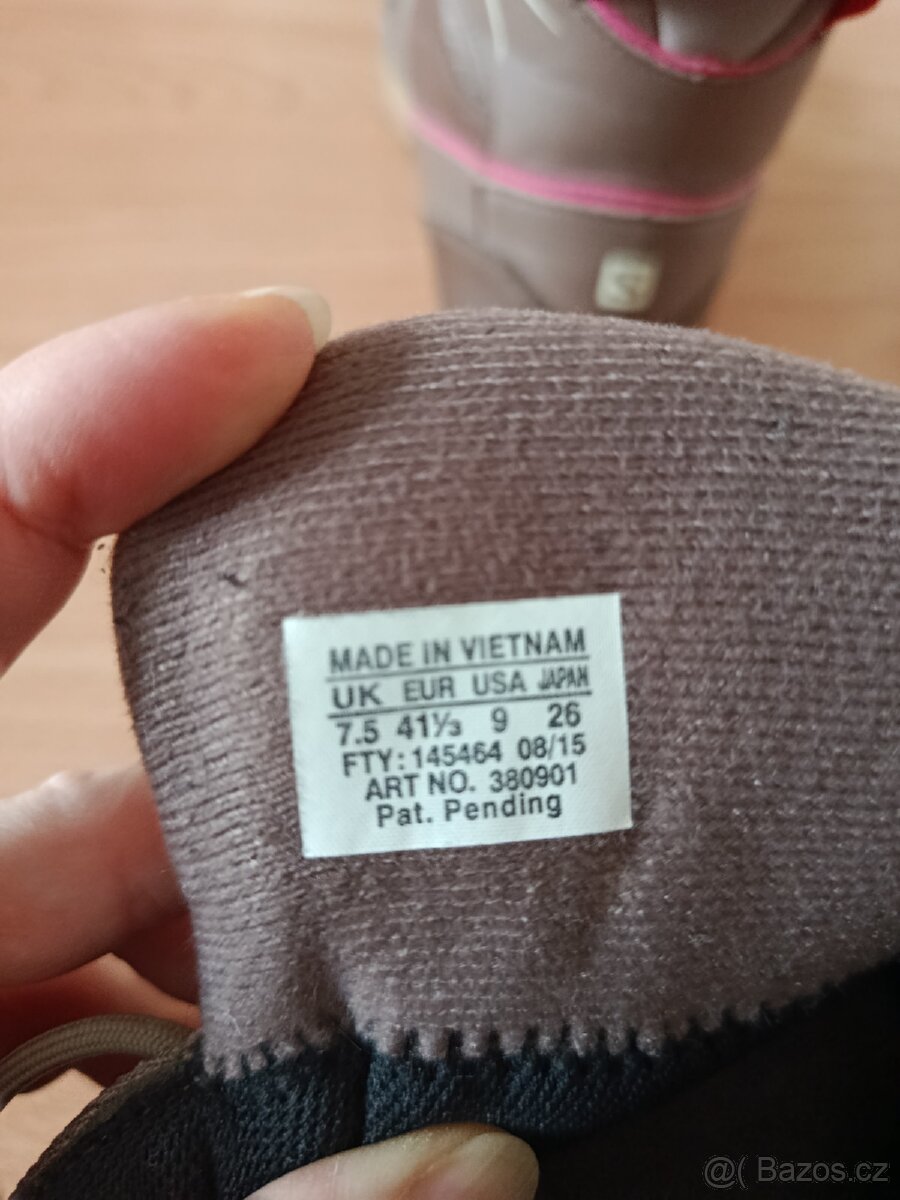 MADE IN VIETNAM
UK EUR USA JAPAN
7.5 41⅓ 9 26
FTY: 145464 08/15
ART NO. 380901
Pat. Pending
@( Bazos.cz